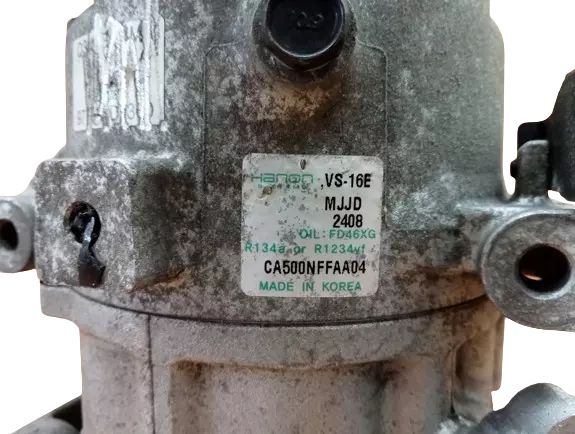 Hanon VS-16E
MJJD
2408
OIL: FD46XG
R134a or R1234yf
CA500NFFAA04
MADE IN KOREA